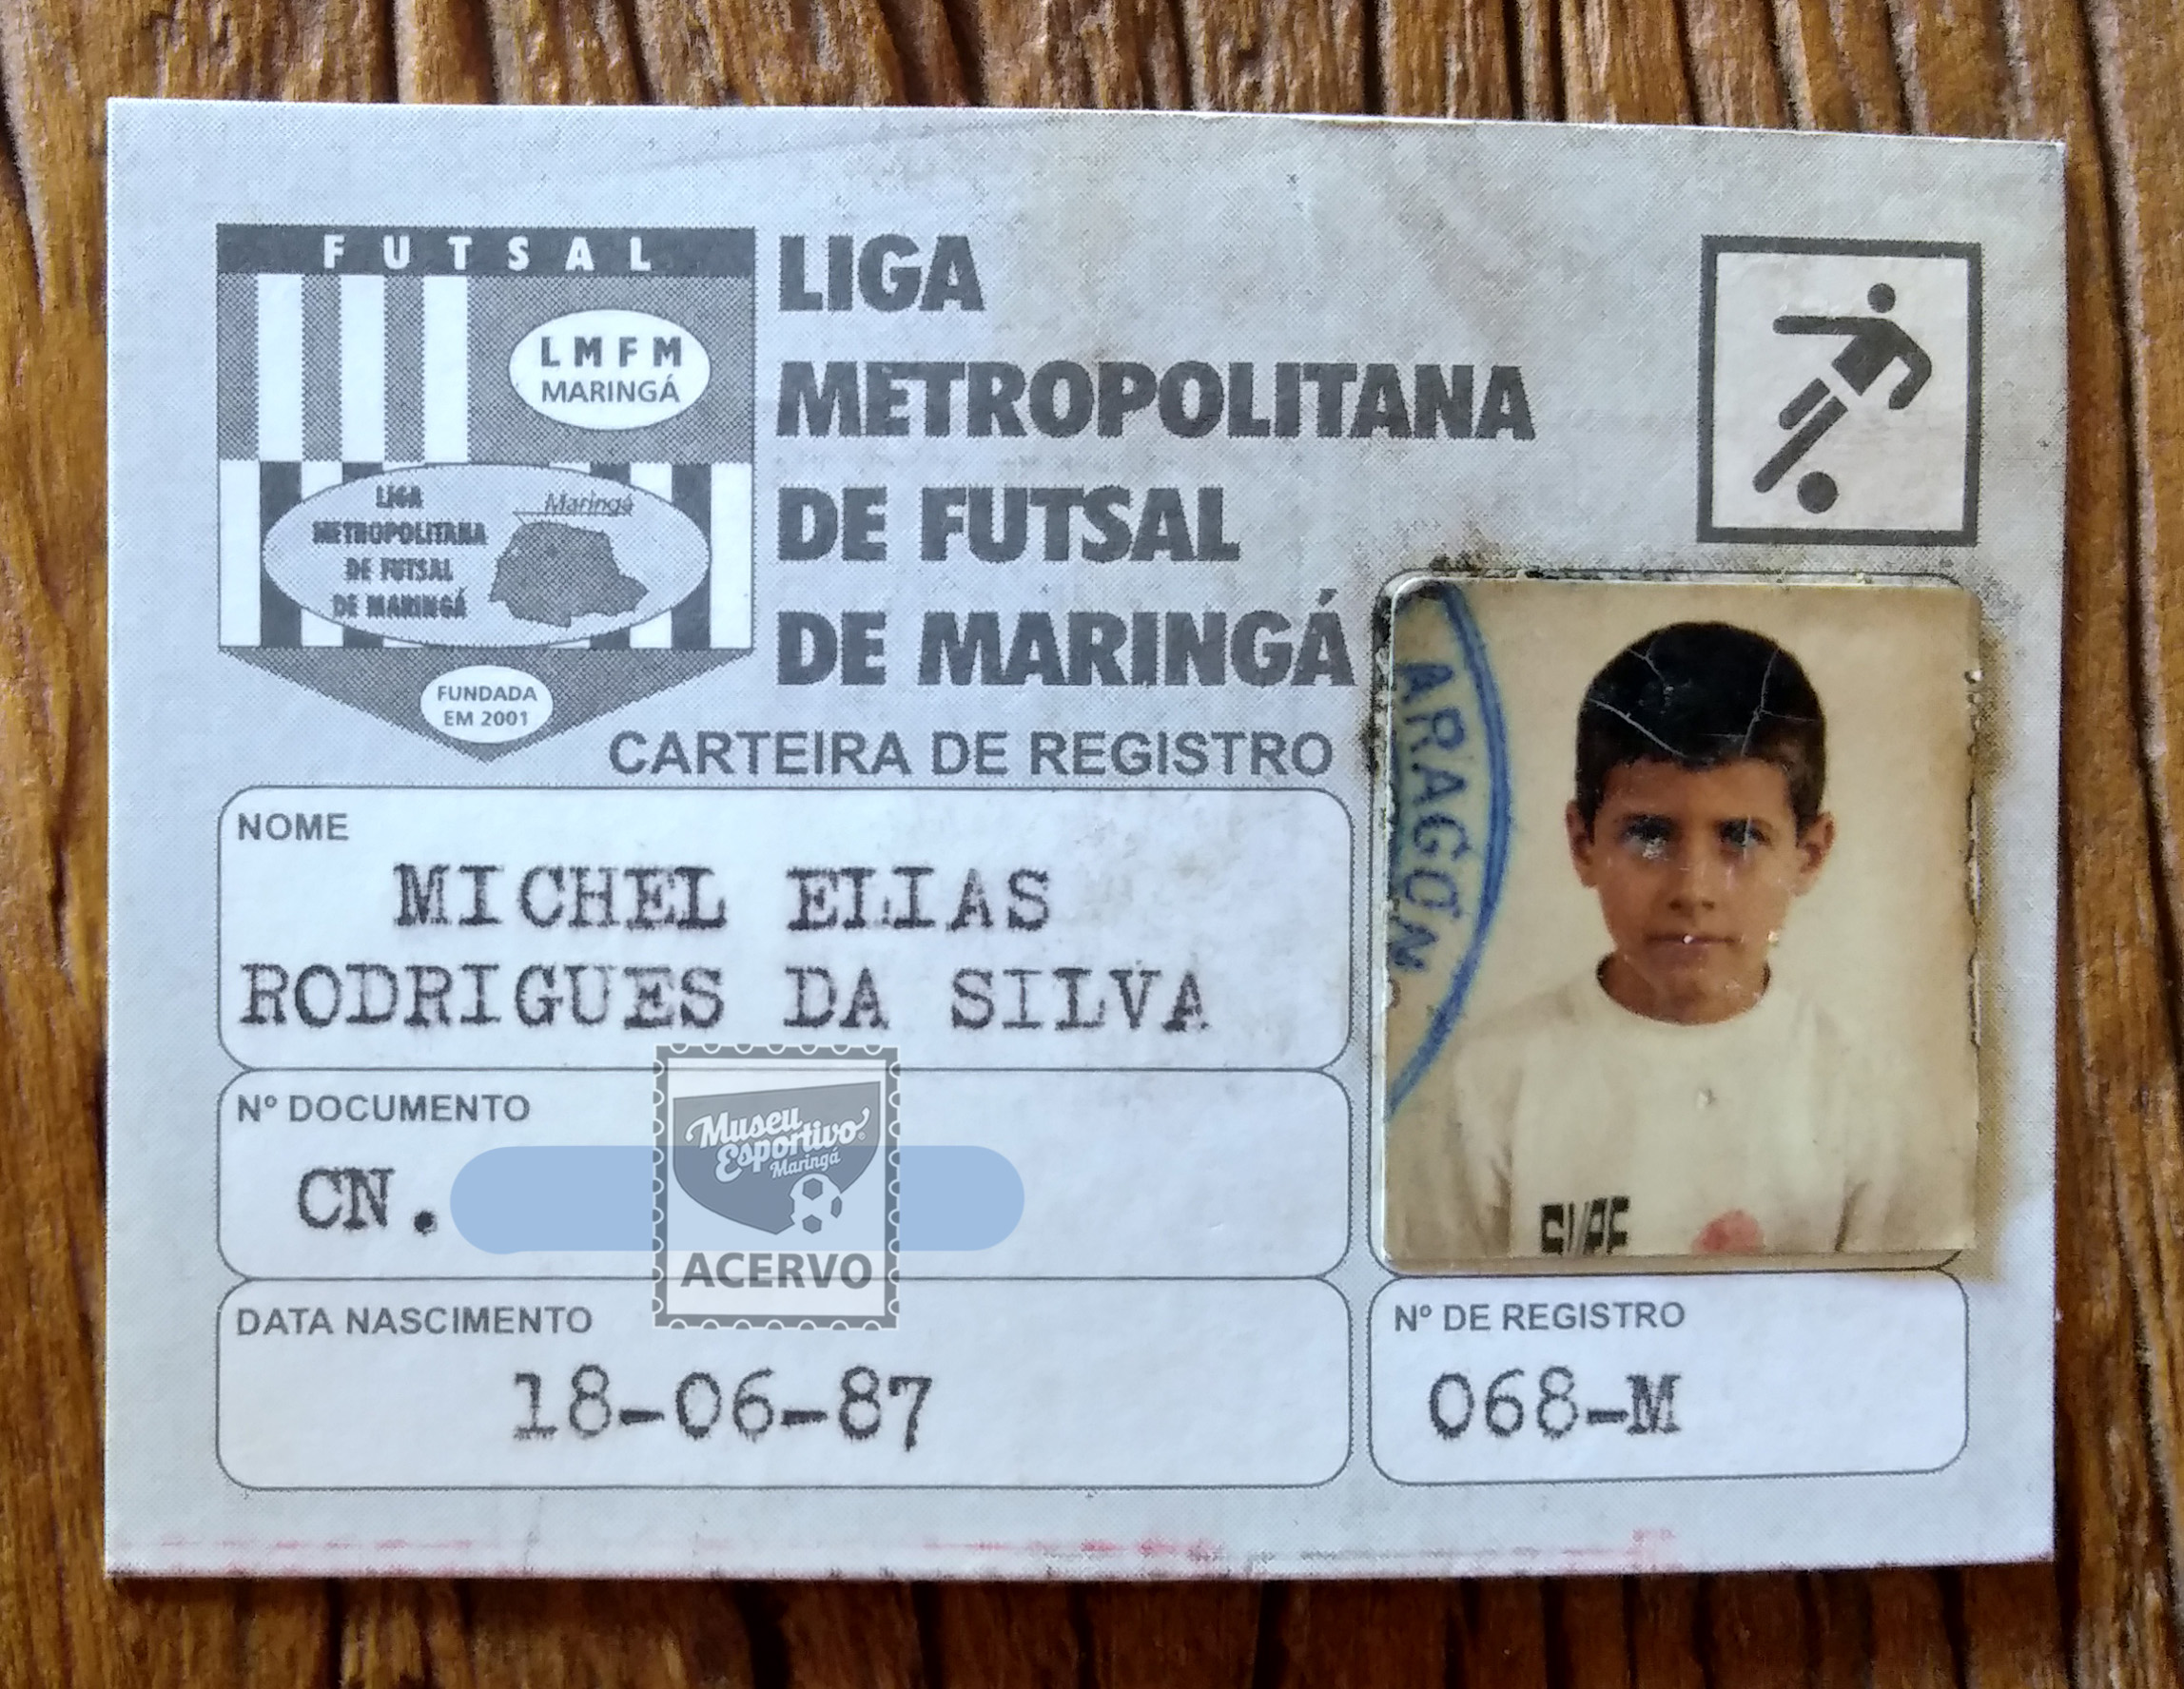 FUTSAL
LMFM
MARINGÁ
LIGA
METROPOLITANA
DE FUTSAL
DE MARINGÁ
Maringá
FUNDADA
EM 2001
LIGA
METROPOLITANA
DE FUTSAL
DE MARINGÁ
CARTEIRA DE REGISTRO
NOME
MICHEL ELIAS
RODRIGUES DA SILVA
Nº DOCUMENTO
CN.
Museu
Esportivo
Maringá
ACERVO
DATA NASCIMENTO
18-06-87
ARAGON
Nº DE REGISTRO
068-M